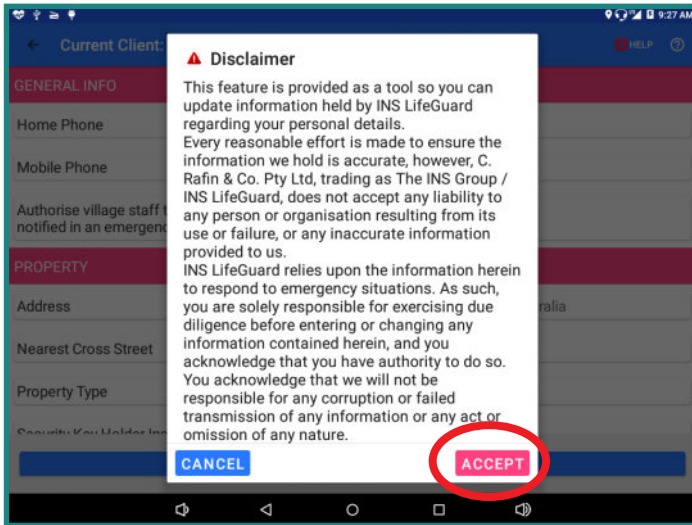 9:27 AM
Current Client:
HELP
Disclaimer
GENERAL INFO
This feature is provided as a tool so you can
update information held by INS LifeGuard
regarding your personal details.
Every reasonable effort is made to ensure the
information we hold is accurate, however, C.
Rafin & Co. Pty Ltd, trading as The INS Group /
INS LifeGuard, does not accept any liability to
any person or organisation resulting from its
use or failure, or any inaccurate information
provided to us.
INS LifeGuard relies upon the information herein
to respond to emergency situations. As such,
you are solely responsible for exercising due
diligence before entering or changing any
information contained herein, and you
acknowledge that you have authority to do so.
You acknowledge that we will not be
responsible for any corruption or failed
transmission of any information or any act or
omission of any nature.
CANCEL
ACCEPT
Home Phone
Mobile Phone
Authorise village staff t
notified in an emergenc
PROPERTY
Address
ralia
Nearest Cross Street
Property Type
Security Key Holder